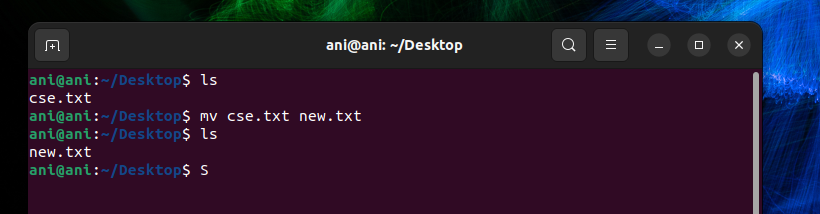 ani@ani: ~/Desktop
ani@ani:~/Desktop$ ls
cse.txt
ani@ani:~/Desktop$ mv cse.txt new.txt
ani@ani:~/Desktop$ ls
new.txt
ani@ani:~/Desktop$ S